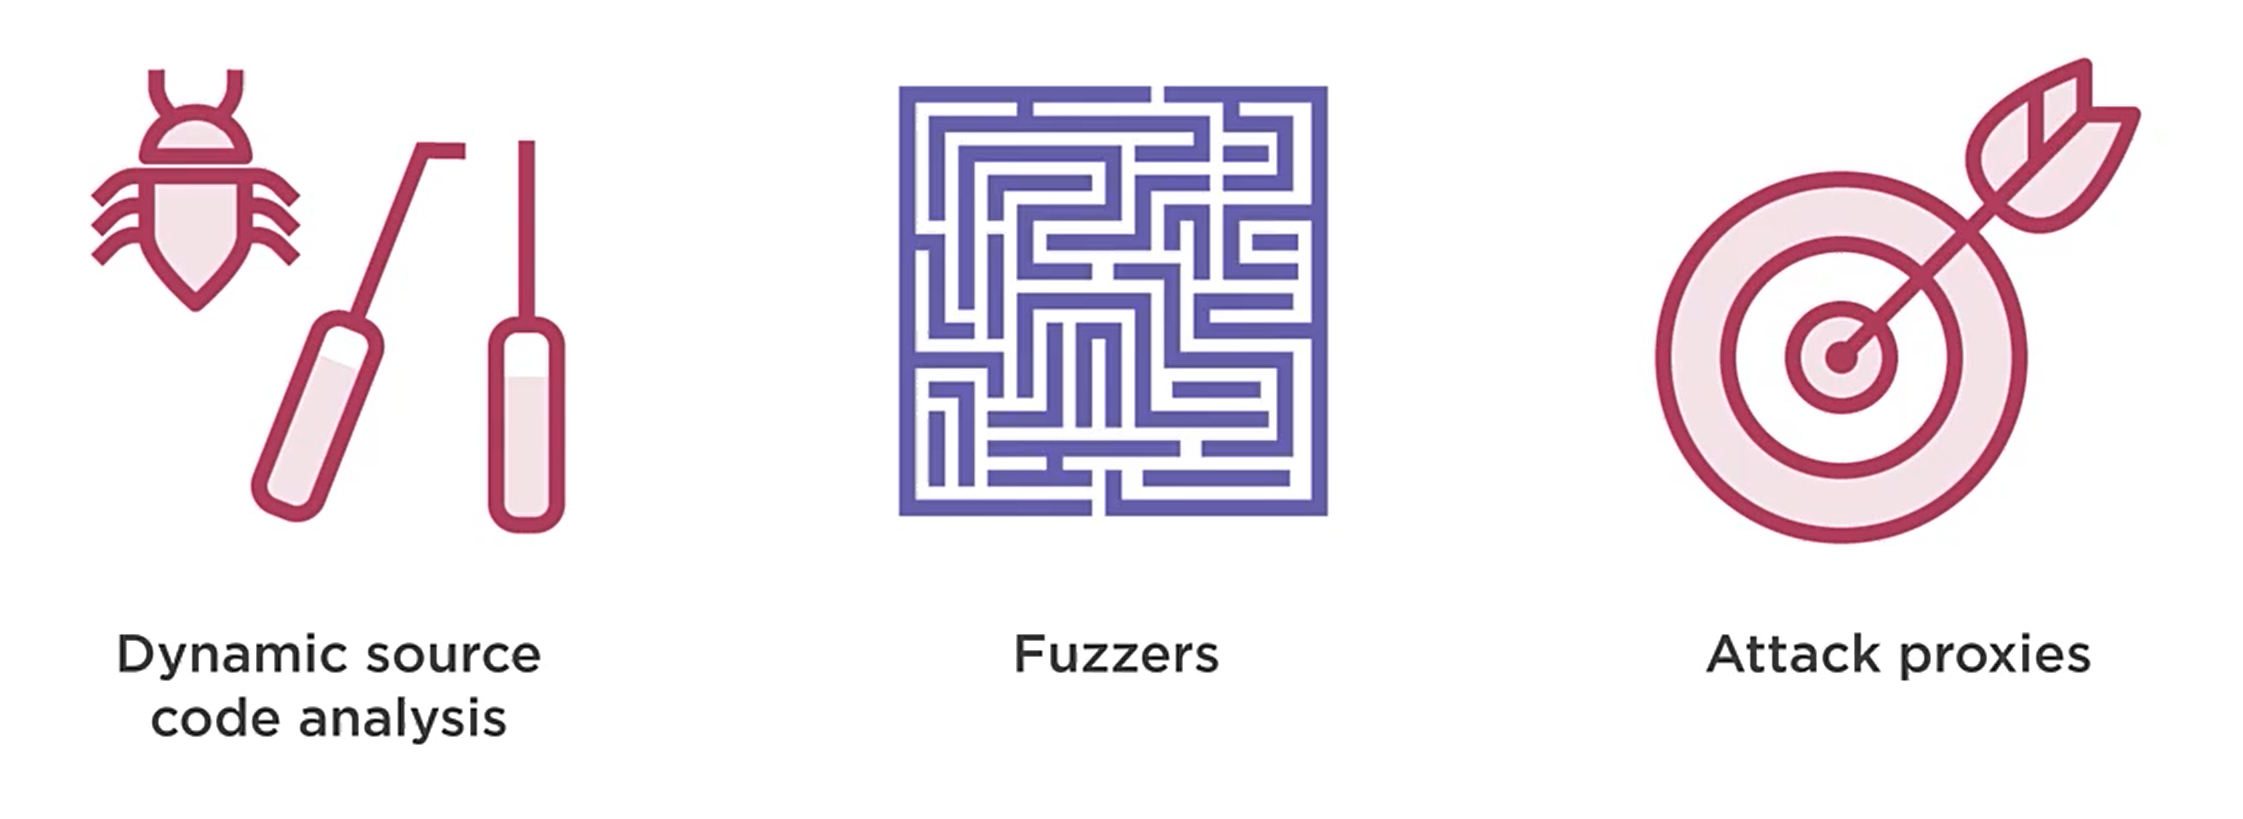 Dynamic source
code analysis
Fuzzers
Attack proxies